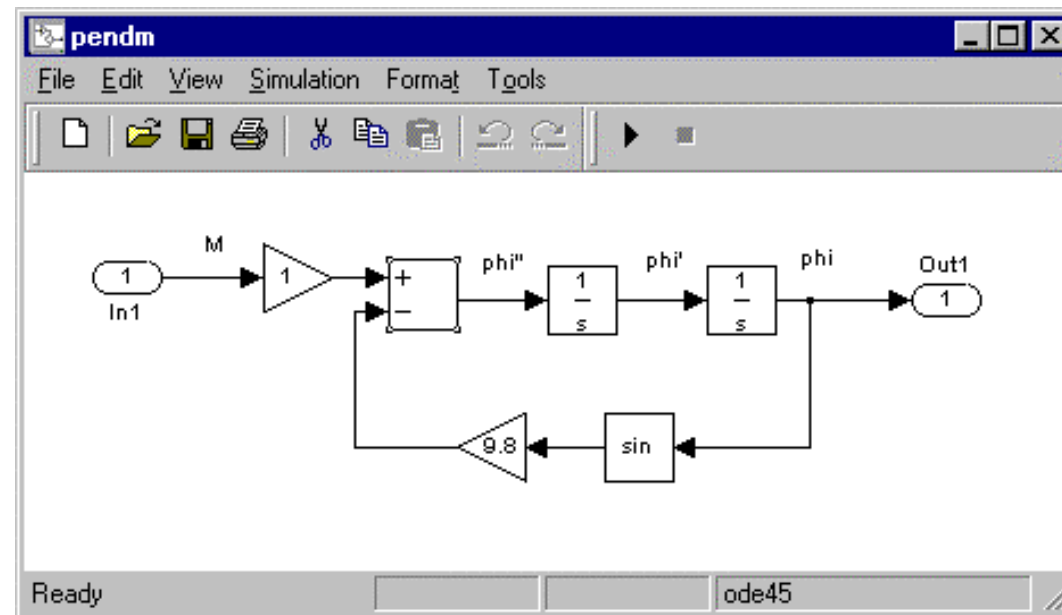 pendm
File Edit View Simulation Format Tools
M phi'' phi' phi Out1
1 1 + 1 1 1
In1 − s s
9.8 sin
Ready ode45